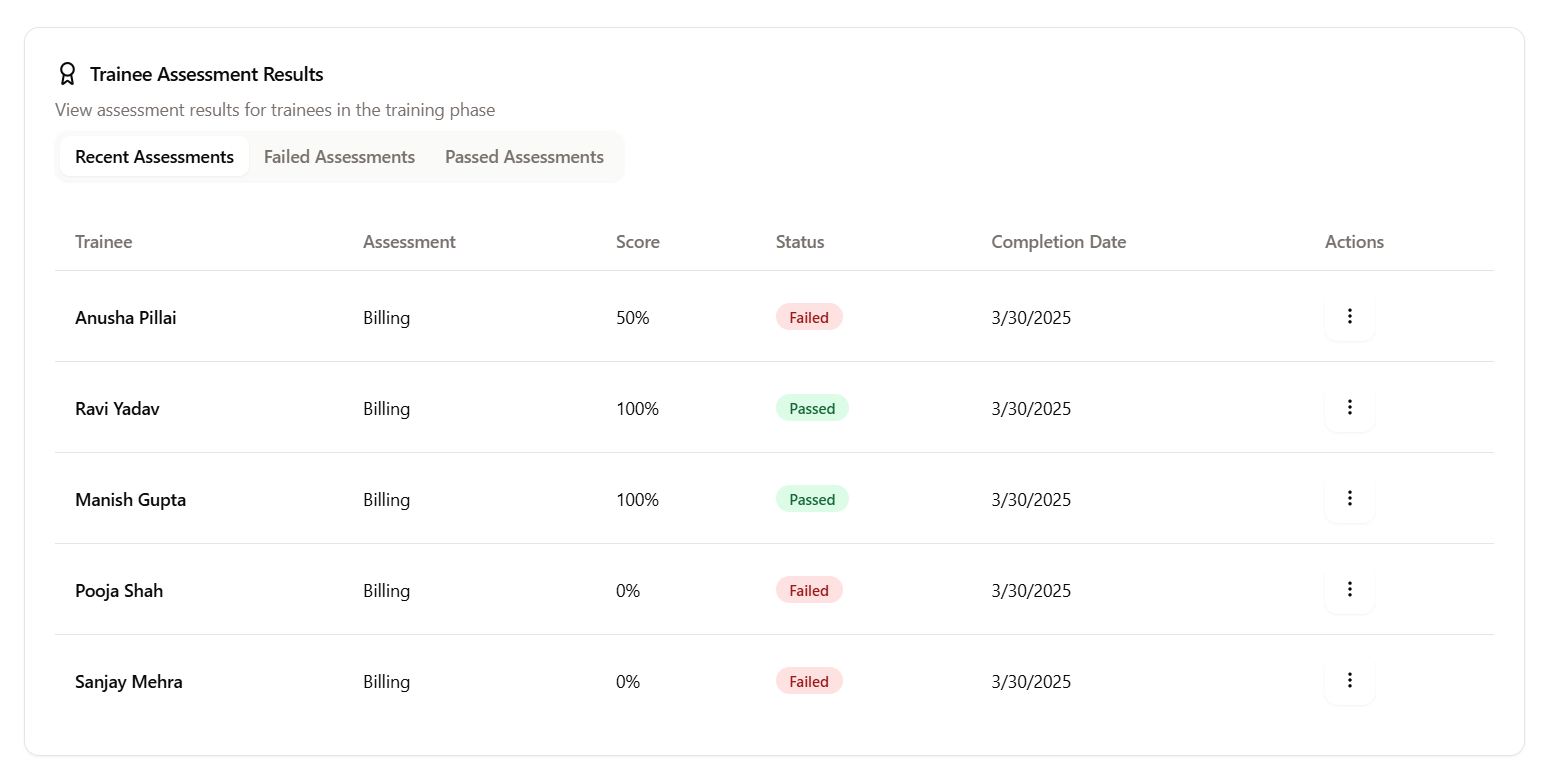 Trainee Assessment Results
View assessment results for trainees in the training phase
Recent Assessments Failed Assessments Passed Assessments
Trainee Assessment Score Status Completion Date Actions
Anusha Pillai Billing 50% Failed 3/30/2025
Ravi Yadav Billing 100% Passed 3/30/2025
Manish Gupta Billing 100% Passed 3/30/2025
Pooja Shah Billing 0% Failed 3/30/2025
Sanjay Mehra Billing 0% Failed 3/30/2025